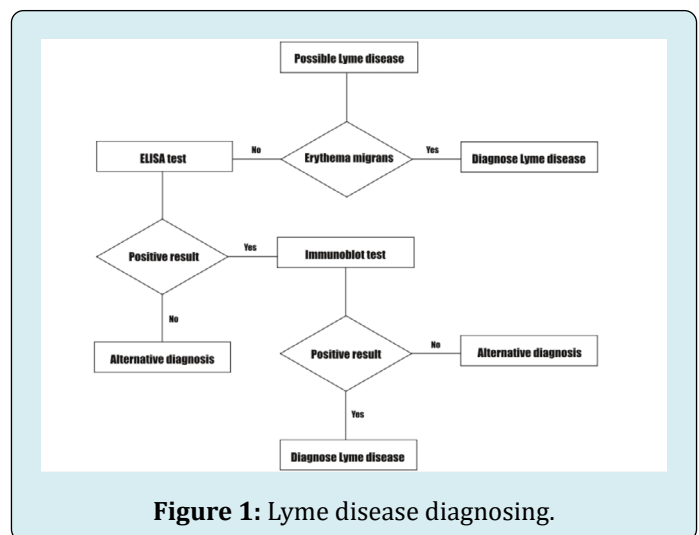 Possible Lyme disease
ELISA test
No
Erythema migrans
Yes
Diagnose Lyme disease
Positive result
Yes
Immunoblot test
No
Alternative diagnosis
Positive result
No
Alternative diagnosis
Yes
Diagnose Lyme disease
Figure 1: Lyme disease diagnosing.